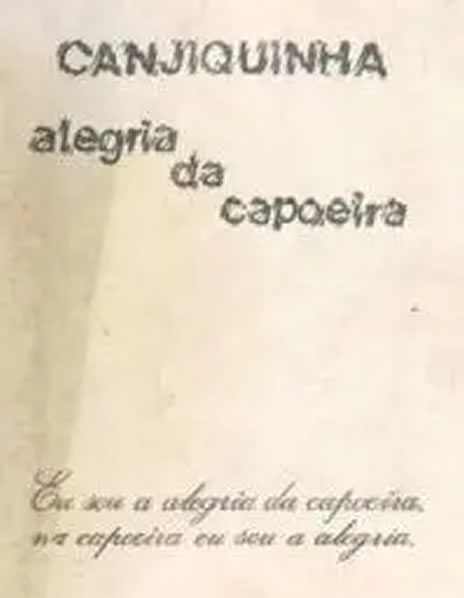 CANJIQUINHA
alegria
da
capoeira
Eu sou a alegria da capoeira,
na capoeira eu sou a alegria.